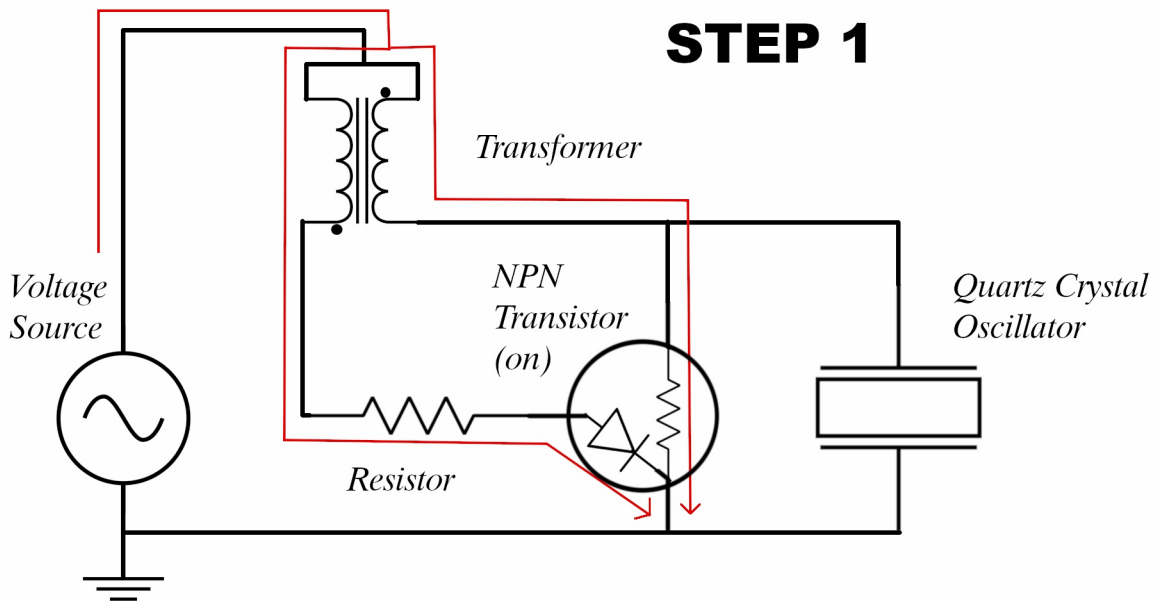 STEP 1
Transformer
Voltage
Source
NPN
Transistor
(on)
Quartz Crystal
Oscillator
Resistor